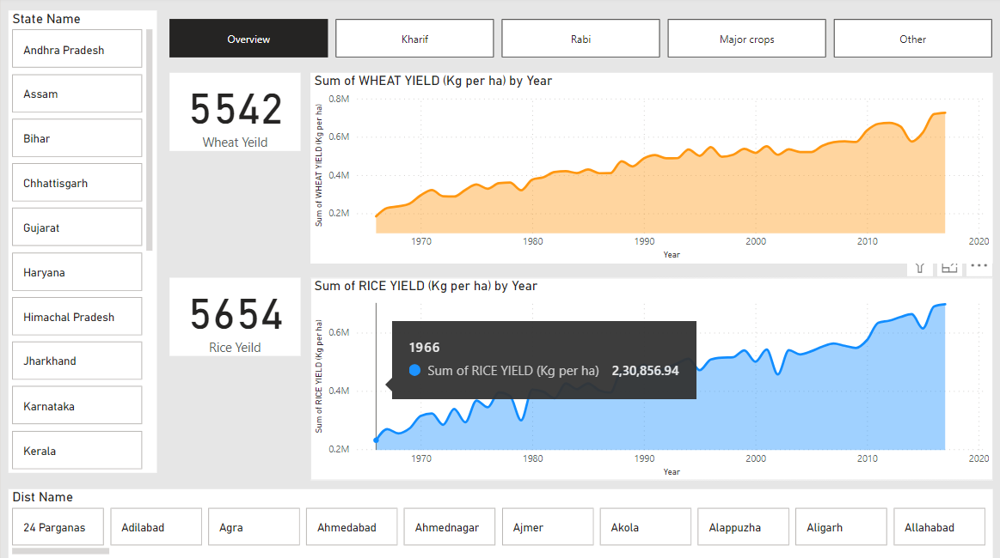 State Name
Andhra Pradesh
Assam
Bihar
Chhattisgarh
Gujarat
Haryana
Himachal Pradesh
Jharkhand
Karnataka
Kerala
Overview
Kharif
Rabi
Major crops
Other
5542
Wheat Yeild
Sum of WHEAT YIELD (Kg per ha) by Year
Sum of WHEAT YIELD (Kg per ha)
0.8M
0.6M
0.4M
0.2M
1970
1980
1990
2000
2010
2020
Year
5654
Rice Yeild
Sum of RICE YIELD (Kg per ha) by Year
Sum of RICE YIELD (Kg per ha)
0.6M
0.4M
0.2M
1966
Sum of RICE YIELD (Kg per ha) 2,30,856.94
1970
1980
1990
2000
2010
2020
Year
Dist Name
24 Parganas
Adilabad
Agra
Ahmedabad
Ahmednagar
Ajmer
Akola
Alappuzha
Aligarh
Allahabad